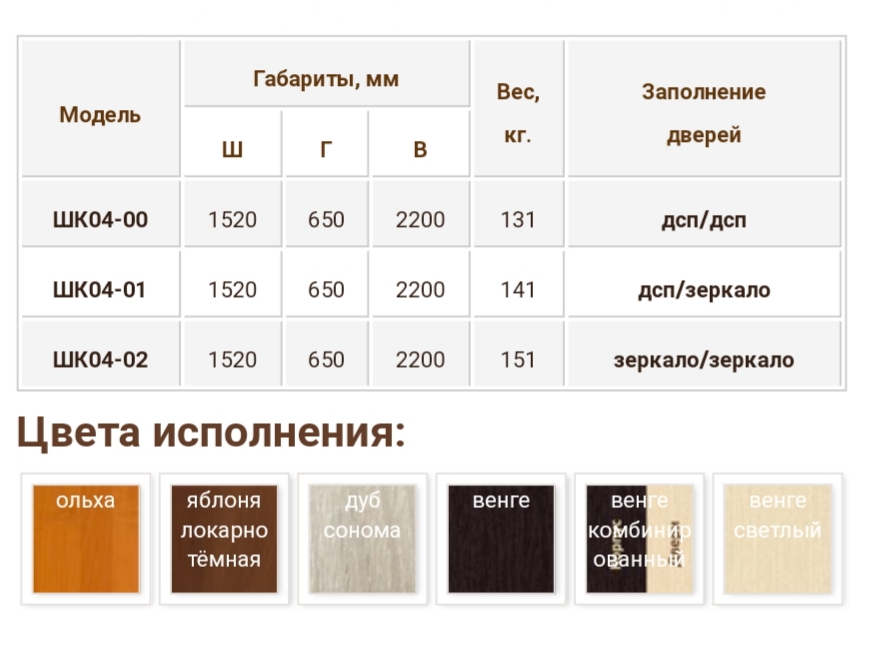 Модель
Габариты, мм
Вес,
кг.
Заполнение
дверей
Ш Г В
ШК04-00 1520 650 2200 131 дсп/дсп
ШК04-01 1520 650 2200 141 дсп/зеркало
ШК04-02 1520 650 2200 151 зеркало/зеркало
Цвета исполнения:
ольха
яблоня
локарно
тёмная
дуб
сонома
венге
венге
комбинир
ованный
венге
светлый